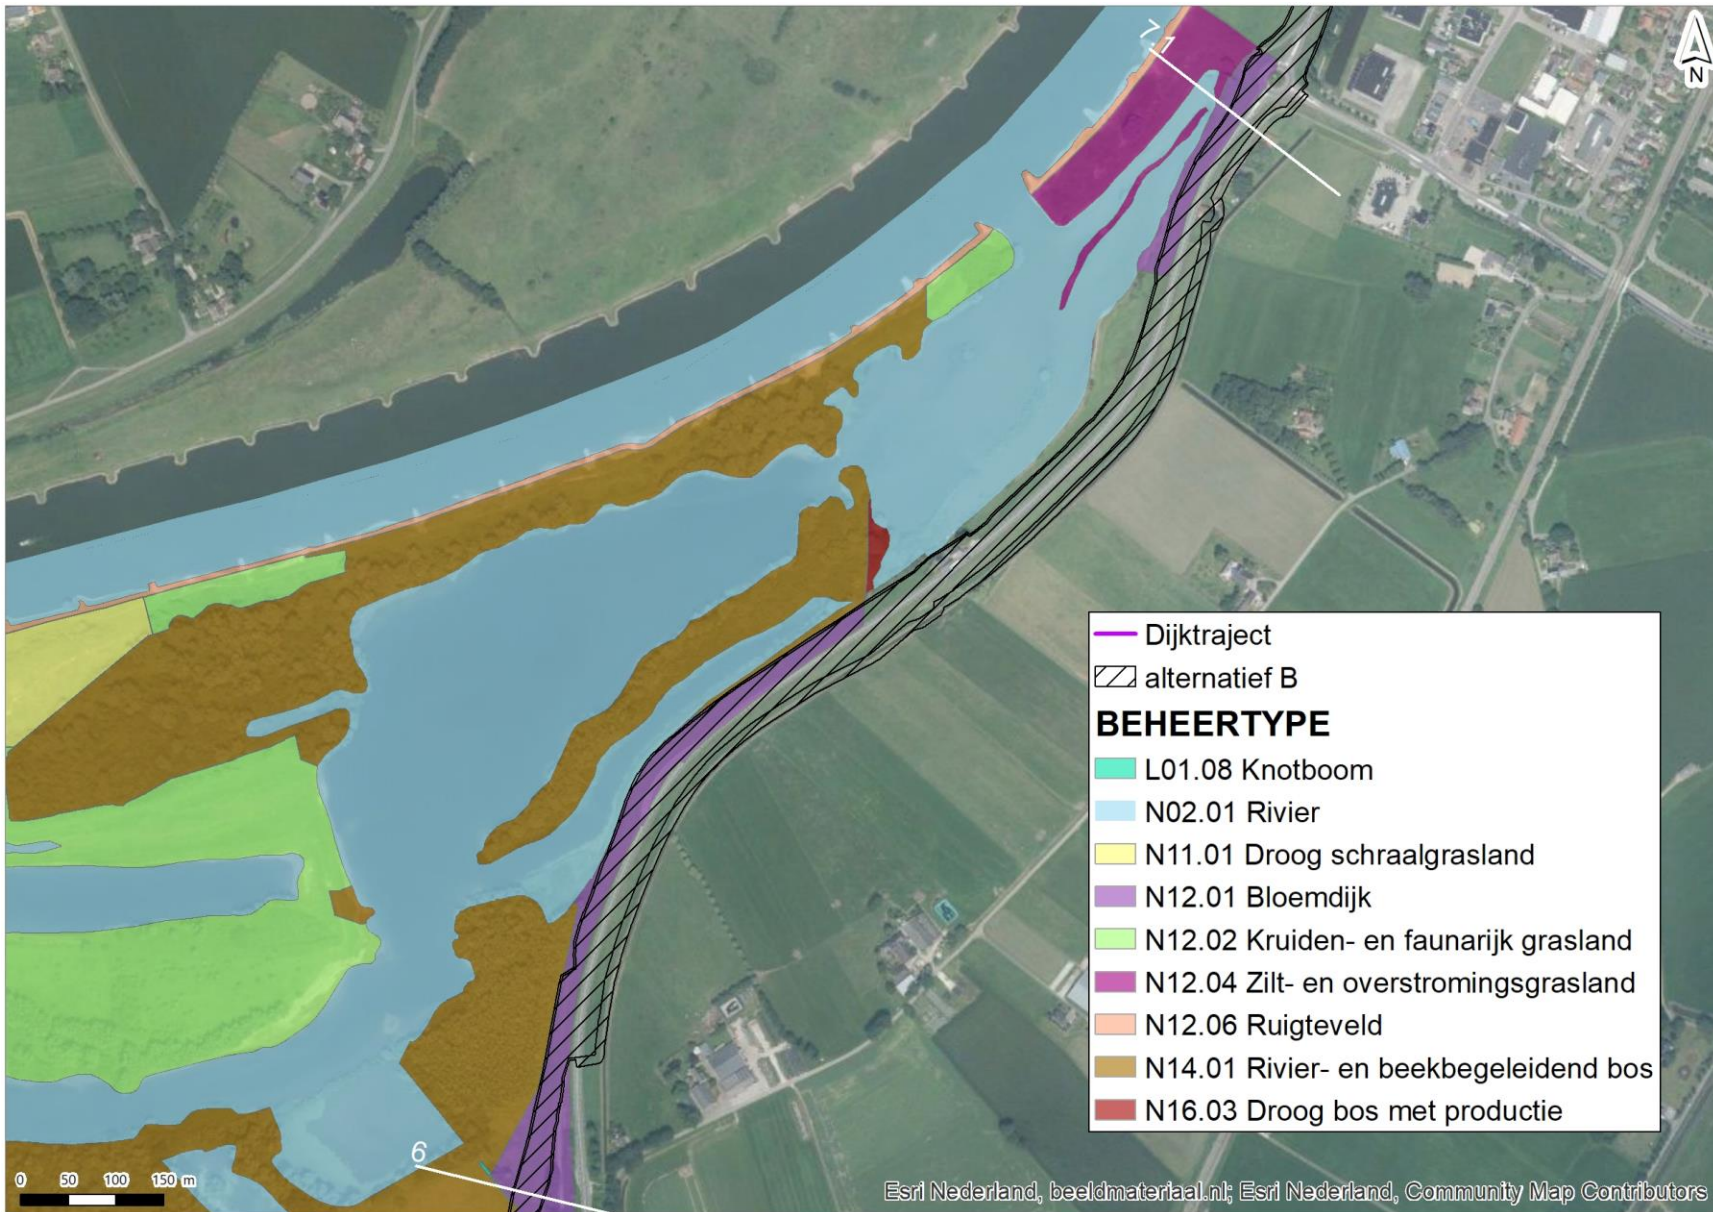 7.1
N
Dijktraject
alternatief B
BEHEERTYPE
L01.08 Knotboom
N02.01 Rivier
N11.01 Droog schraalgrasland
N12.01 Bloemdijk
N12.02 Kruiden- en faunarijk grasland
N12.04 Zilt- en overstromingsgrasland
N12.06 Ruigteveld
N14.01 Rivier- en beekbegeleidend bos
N16.03 Droog bos met productie
6
0 50 100 150 m
Esri Nederland, beeldmateriaal.nl; Esri Nederland, Community Map Contributors